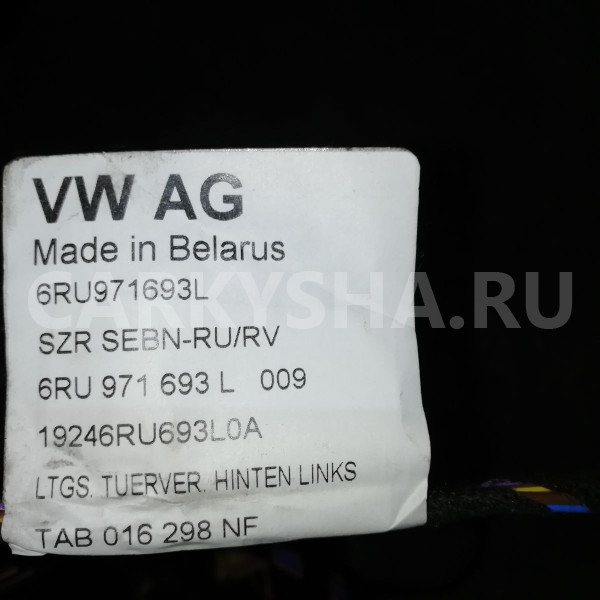 VW AG
Made in Belarus
6RU971693L
CARKYSHA.RU
SZR SEBN-RU/RV
6RU 971 693 L 009
19246RU693L0A
LTGS. TUERVER. HINTEN LINKS
TAB 016 298 NF